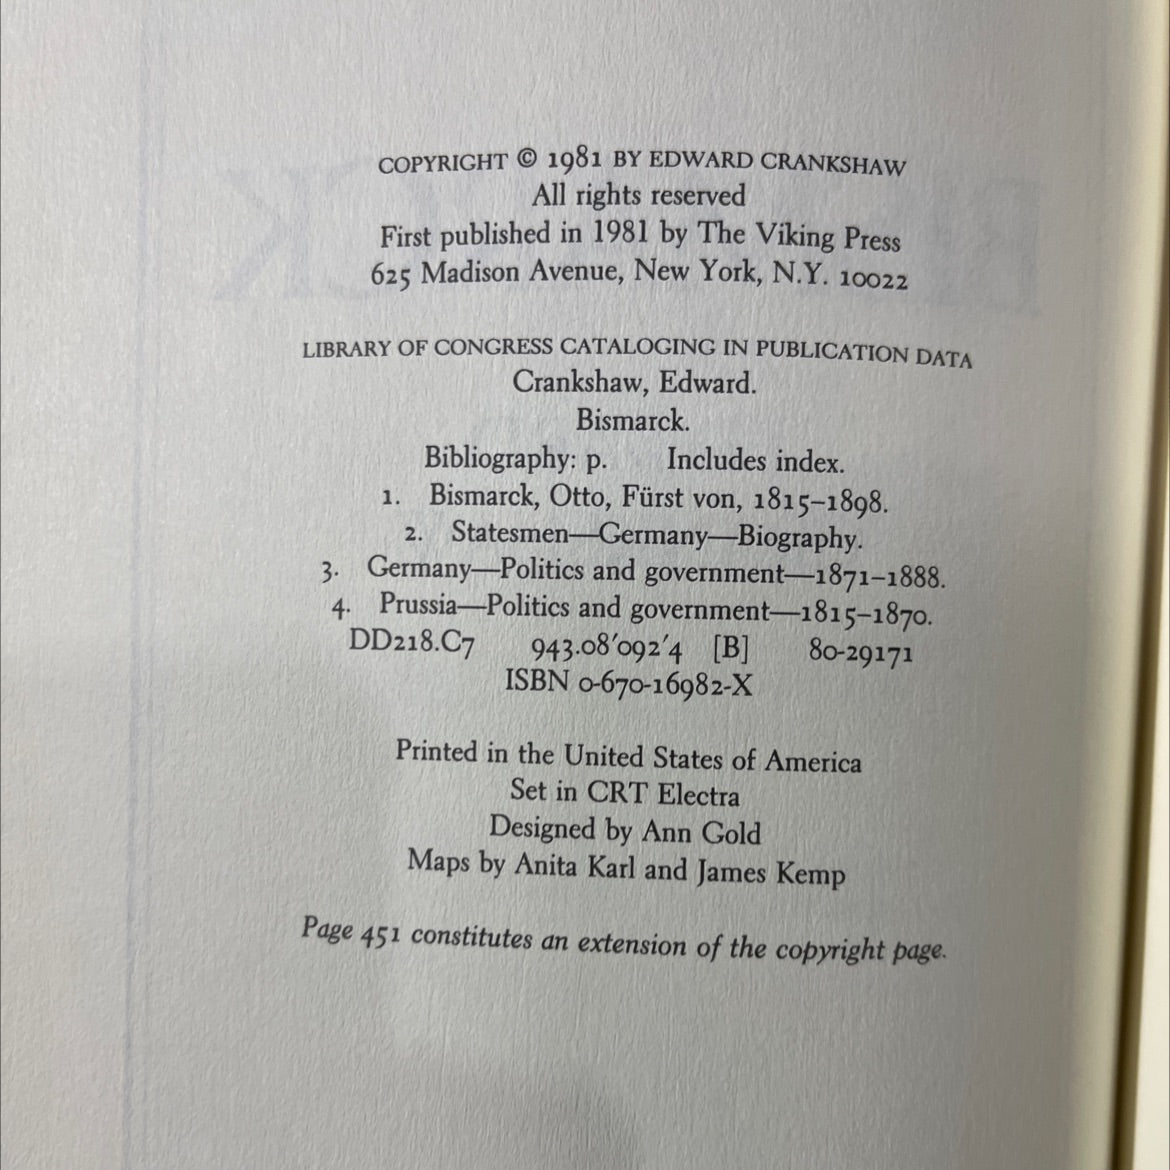 COPYRIGHT © 1981 BY EDWARD CRANKSHAW
All rights reserved
First published in 1981 by The Viking Press
625 Madison Avenue, New York, N.Y. 10022
LIBRARY OF CONGRESS CATALOGING IN PUBLICATION DATA
Crankshaw, Edward.
Bismarck.
Bibliography: p. Includes index.
1. Bismarck, Otto, Fürst von, 1815–1898.
2. Statesmen—Germany—Biography.
3. Germany—Politics and government—1871–1888.
4. Prussia—Politics and government—1815–1870.
DD218.C7 943.08′092′4 [B] 80-29171
ISBN 0-670-16982-X
Printed in the United States of America
Set in CRT Electra
Designed by Ann Gold
Maps by Anita Karl and James Kemp
Page 451 constitutes an extension of the copyright page.